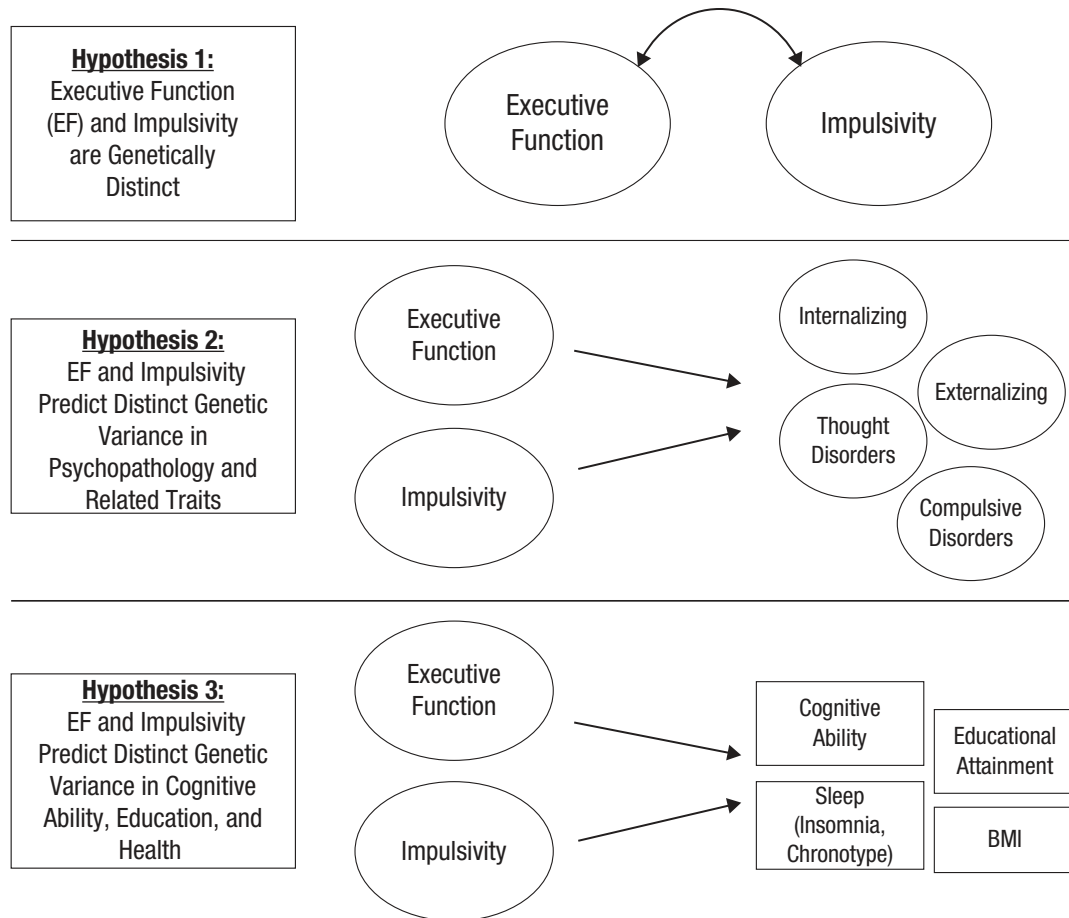 Hypothesis 1:
Executive Function
(EF) and Impulsivity
are Genetically
Distinct
Executive
Function
Impulsivity
Hypothesis 2:
EF and Impulsivity
Predict Distinct Genetic
Variance in
Psychopathology and
Related Traits
Executive
Function
Impulsivity
Internalizing
Externalizing
Thought
Disorders
Compulsive
Disorders
Hypothesis 3:
EF and Impulsivity
Predict Distinct Genetic
Variance in Cognitive
Ability, Education, and
Health
Executive
Function
Impulsivity
Cognitive
Ability
Educational
Attainment
Sleep
(Insomnia,
Chronotype)
BMI